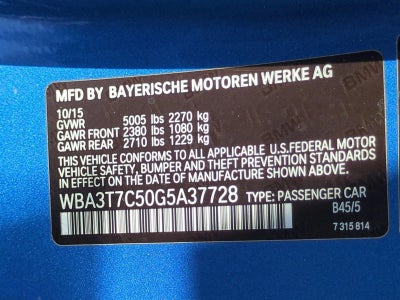 MFD BY BAYERISCHE MOTOREN WERKE AG
10/15
GVWR 5005 lbs 2270 kg
GAWR FRONT 2380 lbs 1080 kg
GAWR REAR 2710 lbs 1229 kg
THIS VEHICLE CONFORMS TO ALL APPLICABLE U.S.FEDERAL MOTOR
VEHICLE SAFETY, BUMPER, AND THEFT PREVENTION STANDARDS
IN EFFECT ON THE DATE OF MANUFACTURE SHOWN ABOVE.
WBA3T7C50G5A37728 TYPE: PASSENGER CAR
B45/5
7 315 814